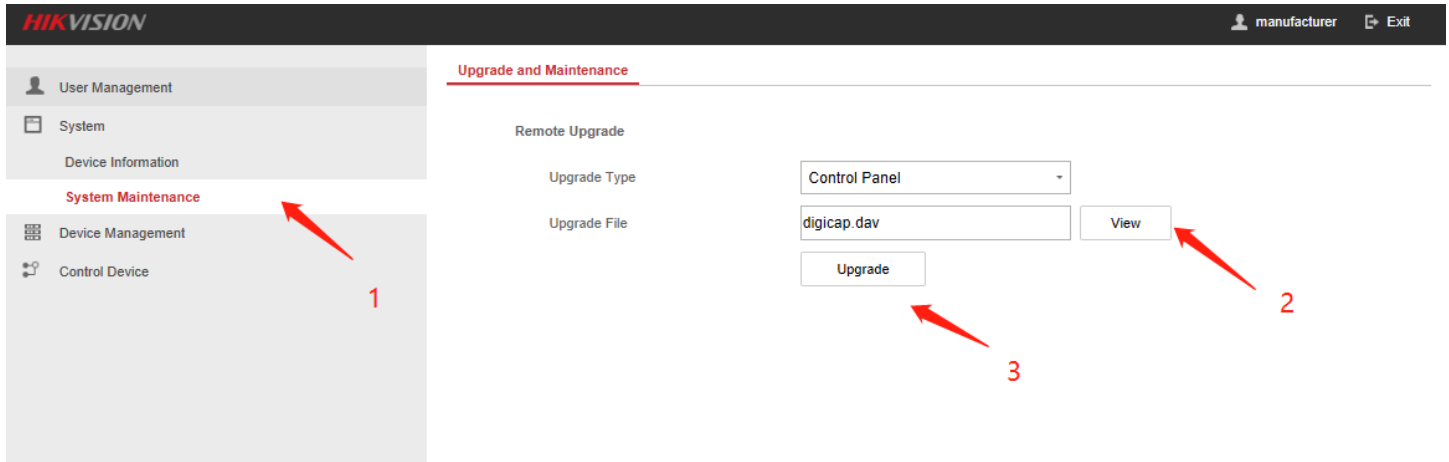 HIKVISION
manufacturer
Exit
User Management
System
Device Information
System Maintenance
Device Management
Control Device
1
Upgrade and Maintenance
Remote Upgrade
Upgrade Type
Control Panel
Upgrade File
digicap.dav
View
Upgrade
2
3